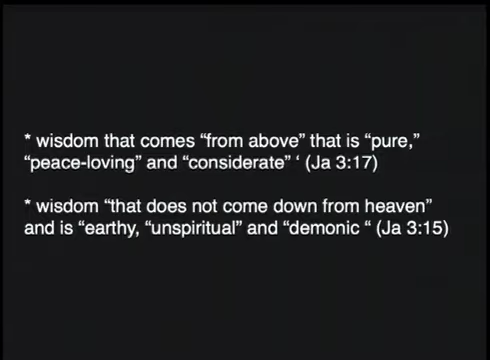 * wisdom that comes “from above” that is “pure,”
“peace-loving” and “considerate” ‘ (Ja 3:17)
* wisdom “that does not come down from heaven”
and is “earthy, “unspiritual” and “demonic “ (Ja 3:15)